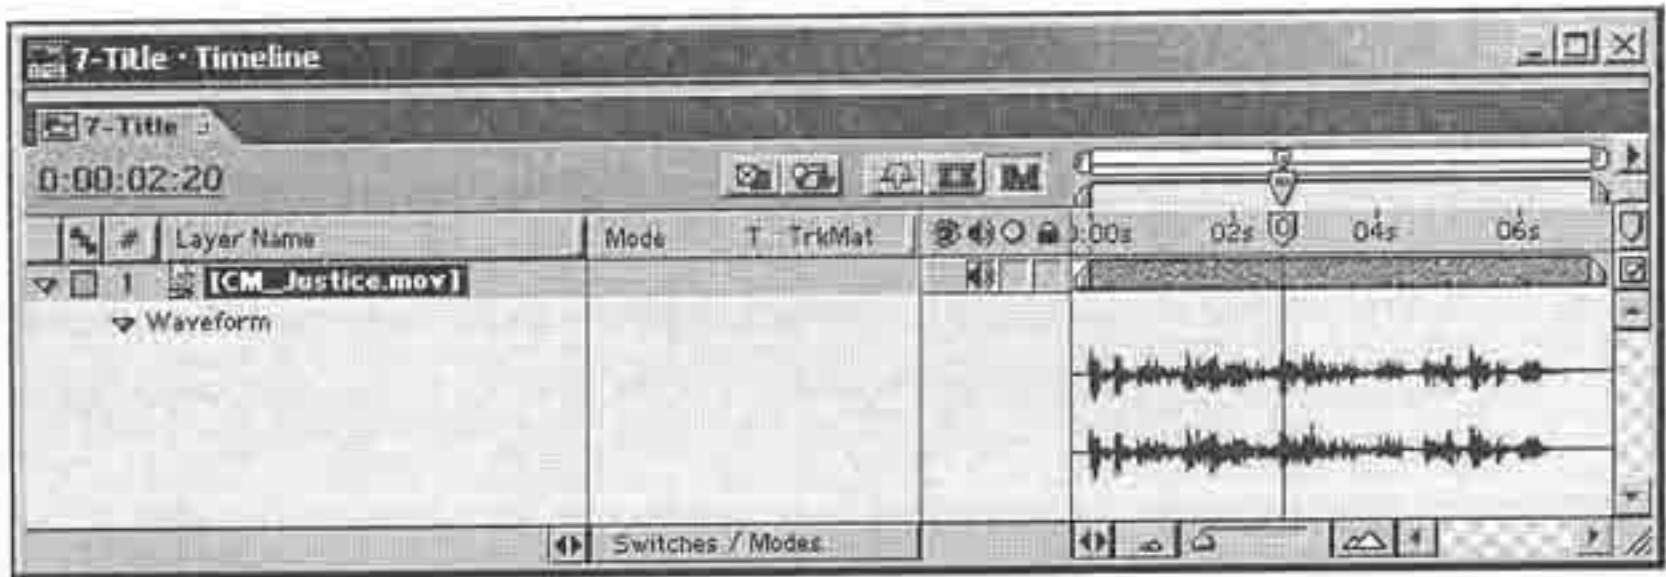 7-Title • Timeline
7-Title
0:00:02:20
# Layer Name Mode T TrkMat :00s 02s 04s 06s
1 [CM_Justice.mov]
Waveform
Switches / Modes